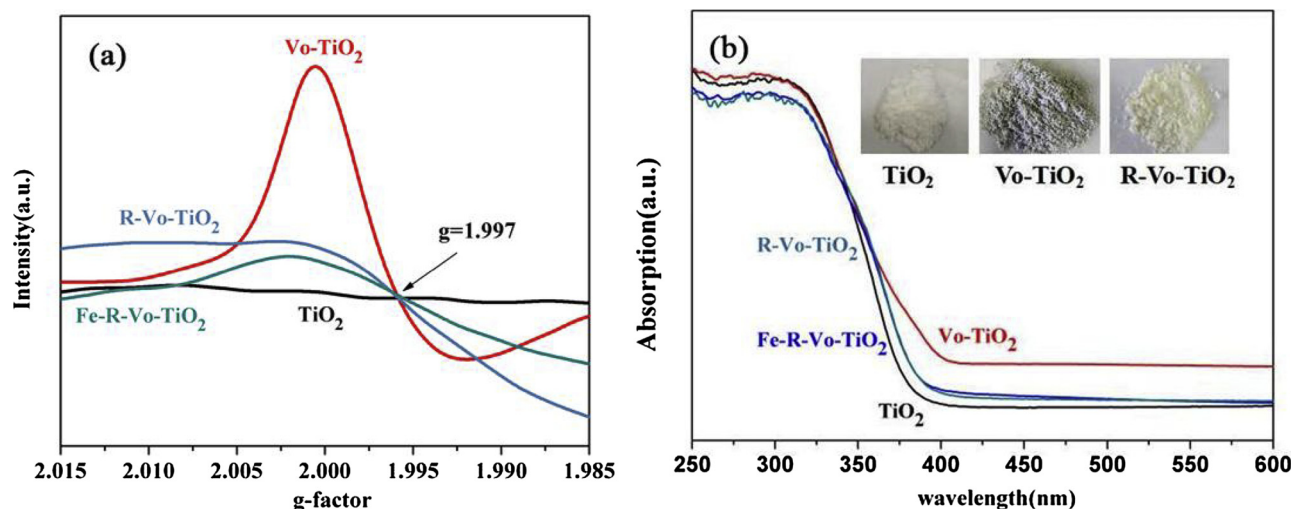 (a)
Vo-TiO₂
R-Vo-TiO₂
g=1.997
Fe-R-Vo-TiO₂
TiO₂
Intensity(a.u.)
2.015 2.010 2.005 2.000 1.995 1.990 1.985
g-factor
(b)
TiO₂ Vo-TiO₂ R-Vo-TiO₂
R-Vo-TiO₂
Fe-R-Vo-TiO₂
Vo-TiO₂
TiO₂
Absorption(a.u.)
250 300 350 400 450 500 550 600
wavelength(nm)